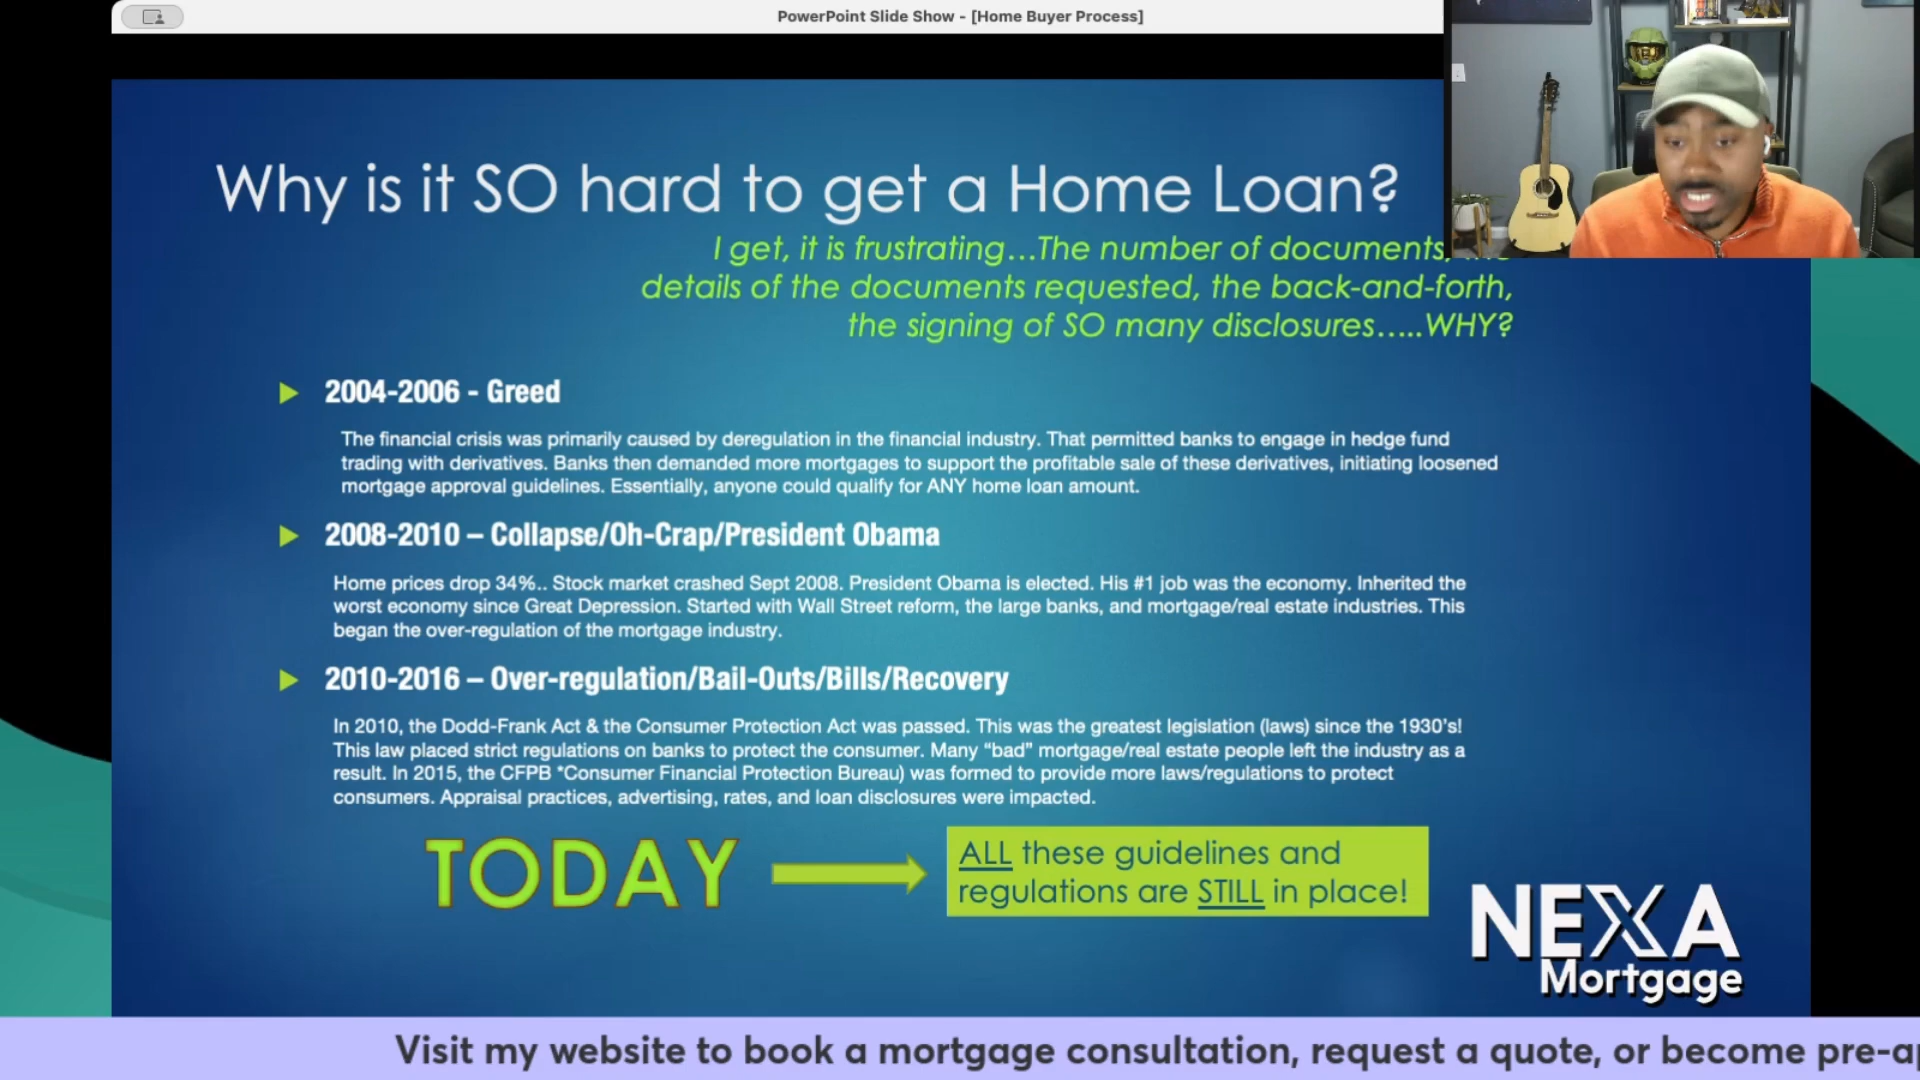 PowerPoint Slide Show - [Home Buyer Process]
Why is it SO hard to get a Home Loan?
I get, it is frustrating...The number of documents,
details of the documents requested, the back-and-forth,
the signing of SO many disclosures.....WHY?
2004-2006 - Greed
The financial crisis was primarily caused by deregulation in the financial industry. That permitted banks to engage in hedge fund
trading with derivatives. Banks then demanded more mortgages to support the profitable sale of these derivatives, initiating loosened
mortgage approval guidelines. Essentially, anyone could qualify for ANY home loan amount.
2008-2010 – Collapse/Oh-Crap/President Obama
Home prices drop 34%.. Stock market crashed Sept 2008. President Obama is elected. His #1 job was the economy. Inherited the
worst economy since Great Depression. Started with Wall Street reform, the large banks, and mortgage/real estate industries. This
began the over-regulation of the mortgage industry.
2010-2016 – Over-regulation/Bail-Outs/Bills/Recovery
In 2010, the Dodd-Frank Act & the Consumer Protection Act was passed. This was the greatest legislation (laws) since the 1930's!
This law placed strict regulations on banks to protect the consumer. Many “bad” mortgage/real estate people left the industry as a
result. In 2015, the CFPB *Consumer Financial Protection Bureau) was formed to provide more laws/regulations to protect
consumers. Appraisal practices, advertising, rates, and loan disclosures were impacted.
TODAY
ALL these guidelines and
regulations are STILL in place!
NEXA
Mortgage
Visit my website to book a mortgage consultation, request a quote, or become